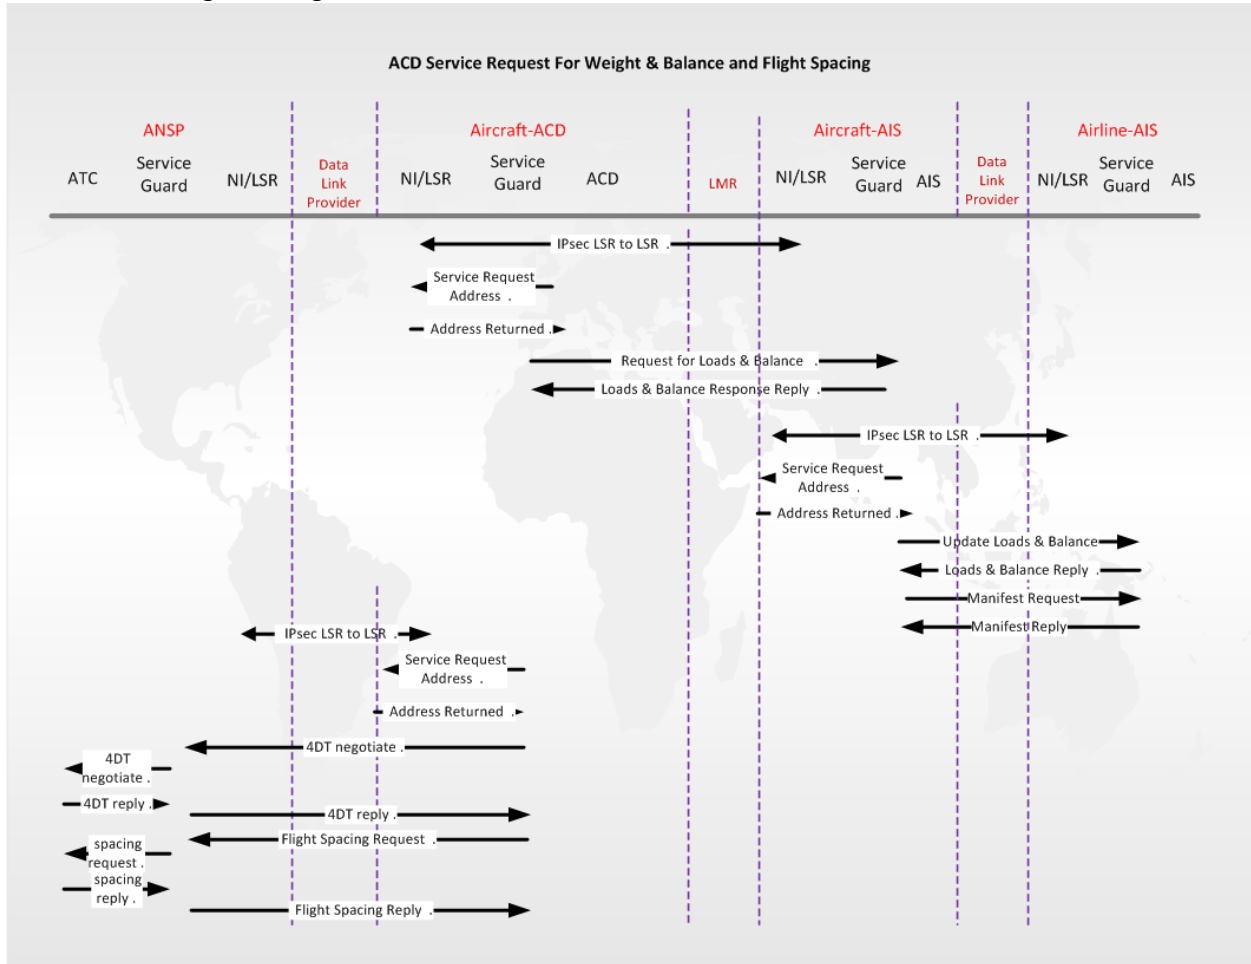 ACD Service Request For Weight & Balance and Flight Spacing
ANSP
Aircraft-ACD
Aircraft-AIS
Airline-AIS
ATC
Service
Guard
NI/LSR
Data
Link
Provider
NI/LSR
Service
Guard
ACD
LMR
NI/LSR
Service
Guard
AIS
Data
Link
Provider
NI/LSR
Service
Guard
AIS
IPsec LSR to LSR .
Service Request
Address .
Address Returned .
Request for Loads & Balance .
Loads & Balance Response Reply .
IPsec LSR to LSR .
Service Request
Address .
Address Returned .
Update Loads & Balance
Loads & Balance Reply .
Manifest Request
Manifest Reply
IPsec LSR to LSR .
Service Request
Address .
Address Returned .
4DT negotiate .
4DT
negotiate .
4DT reply .
4DT reply .
Flight Spacing Request .
spacing
request .
spacing
reply .
Flight Spacing Reply .